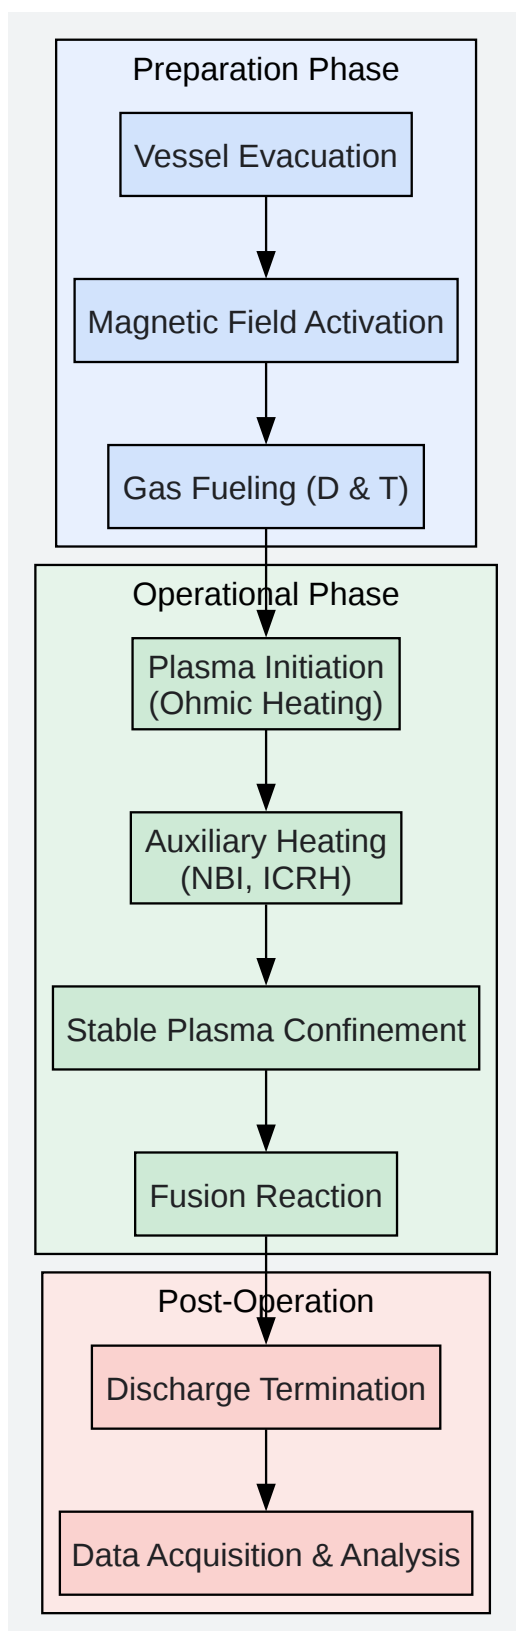 Preparation Phase
Vessel Evacuation
Magnetic Field Activation
Gas Fueling (D & T)
Operational Phase
Plasma Initiation
(Ohmic Heating)
Auxiliary Heating
(NBI, ICRH)
Stable Plasma Confinement
Fusion Reaction
Post-Operation
Discharge Termination
Data Acquisition & Analysis